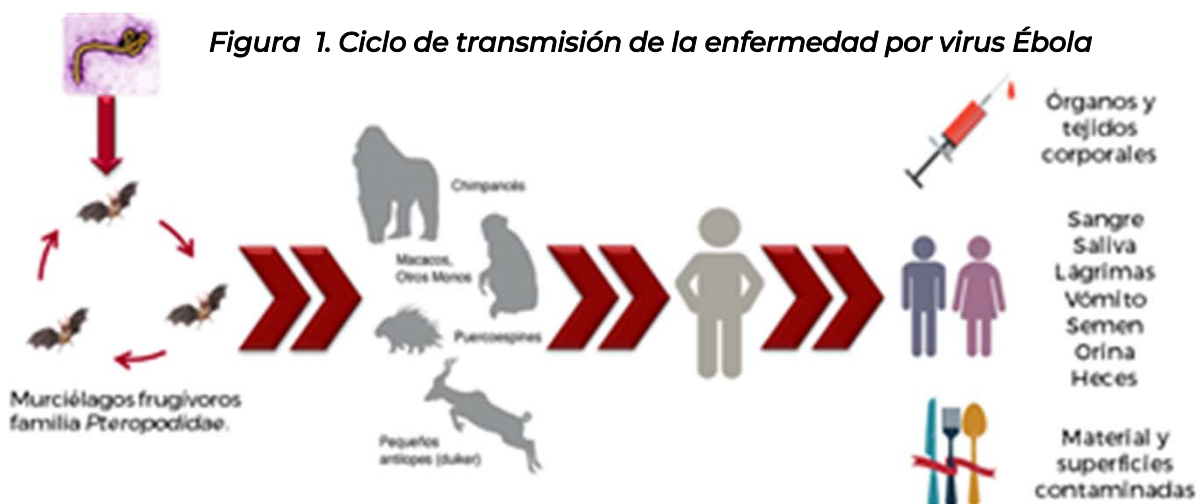 Figura 1. Ciclo de transmisión de la enfermedad por virus Ébola
Murciélagos frugívoros
familia Pteropodidae.
Chimpancés
Macacos,
Otros Monos
Puercoespines
Pequeños
antílopes (duiker)
Órganos y
tejidos
corporales
Sangre
Saliva
Lágrimas
Vómito
Semen
Orina
Heces
Material y
superficies
contaminadas